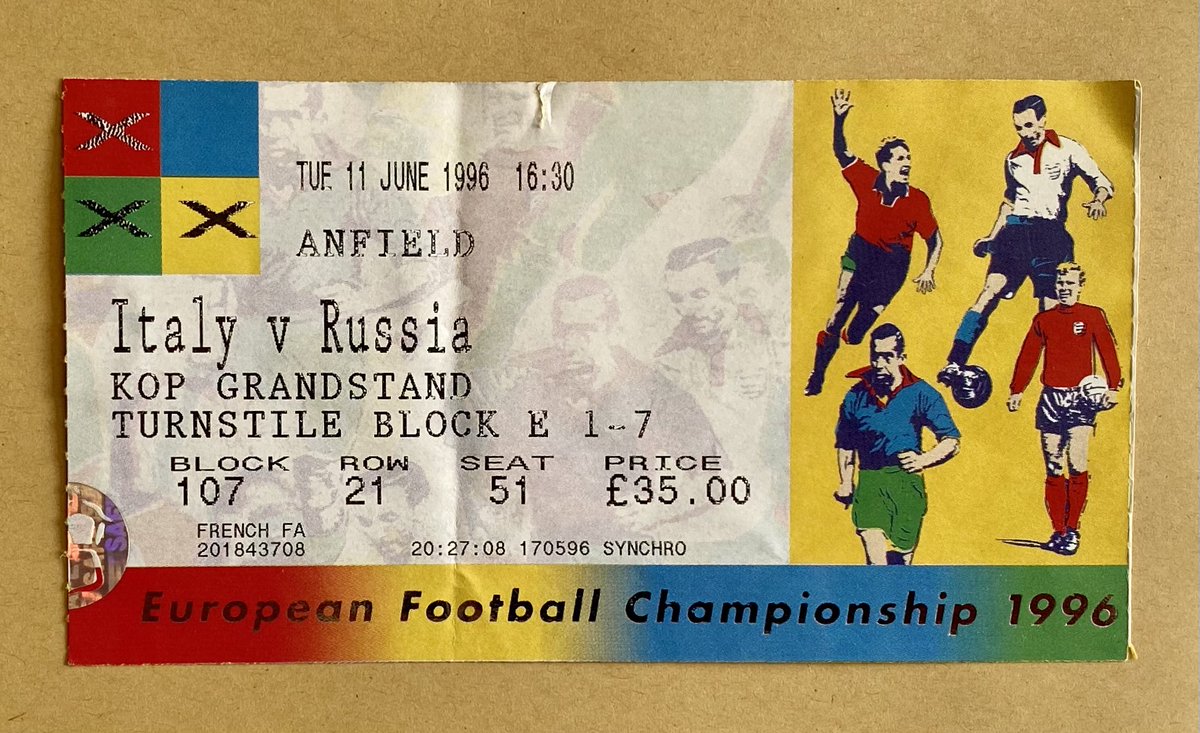 TUE 11 JUNE 1996 16:30
ANFIELD
Italy v Russia
KOP GRANDSTAND
TURNSTILE BLOCK E 1-7
BLOCK ROW SEAT PRICE
107 21 51 £35.00
FRENCH FA
201843708 20:27:08 170596 SYNCHRO
European Football Championship 1996